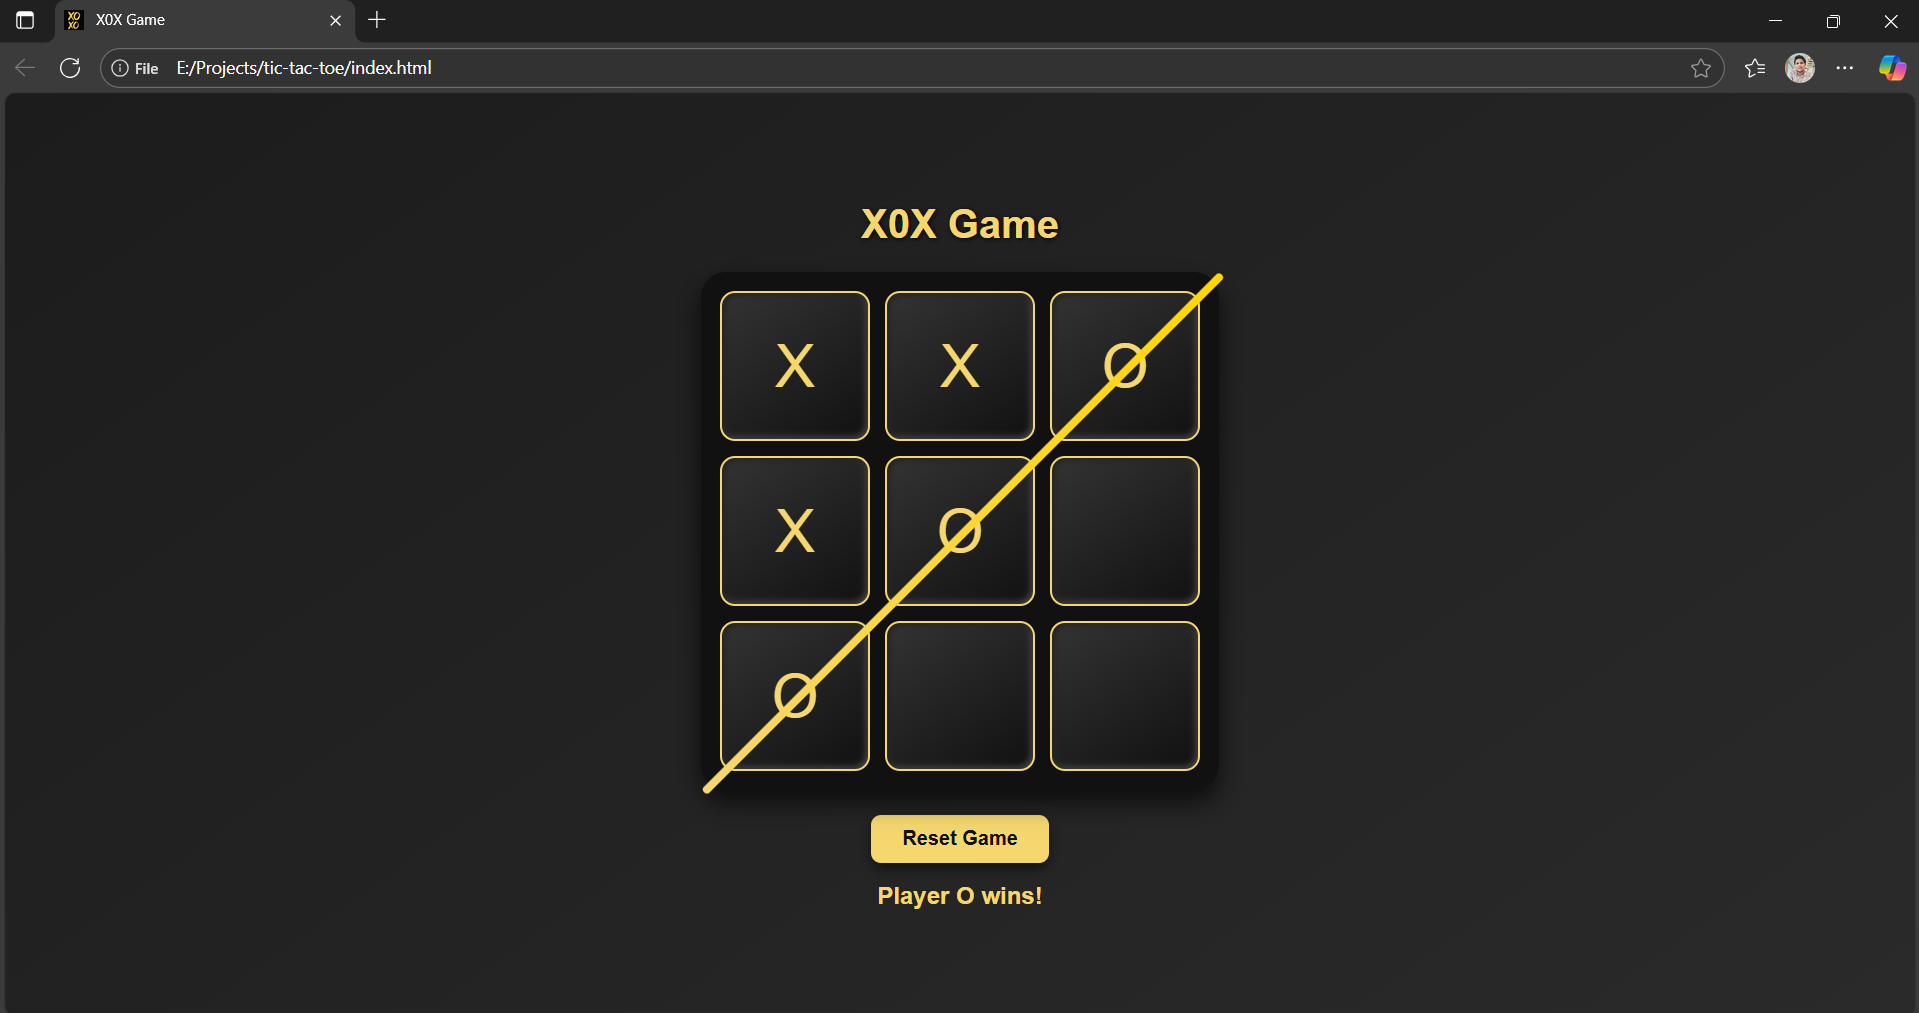 X0X Game
File E:/Projects/tic-tac-toe/index.html
X0X Game
X X O
X O
O
Reset Game
Player O wins!